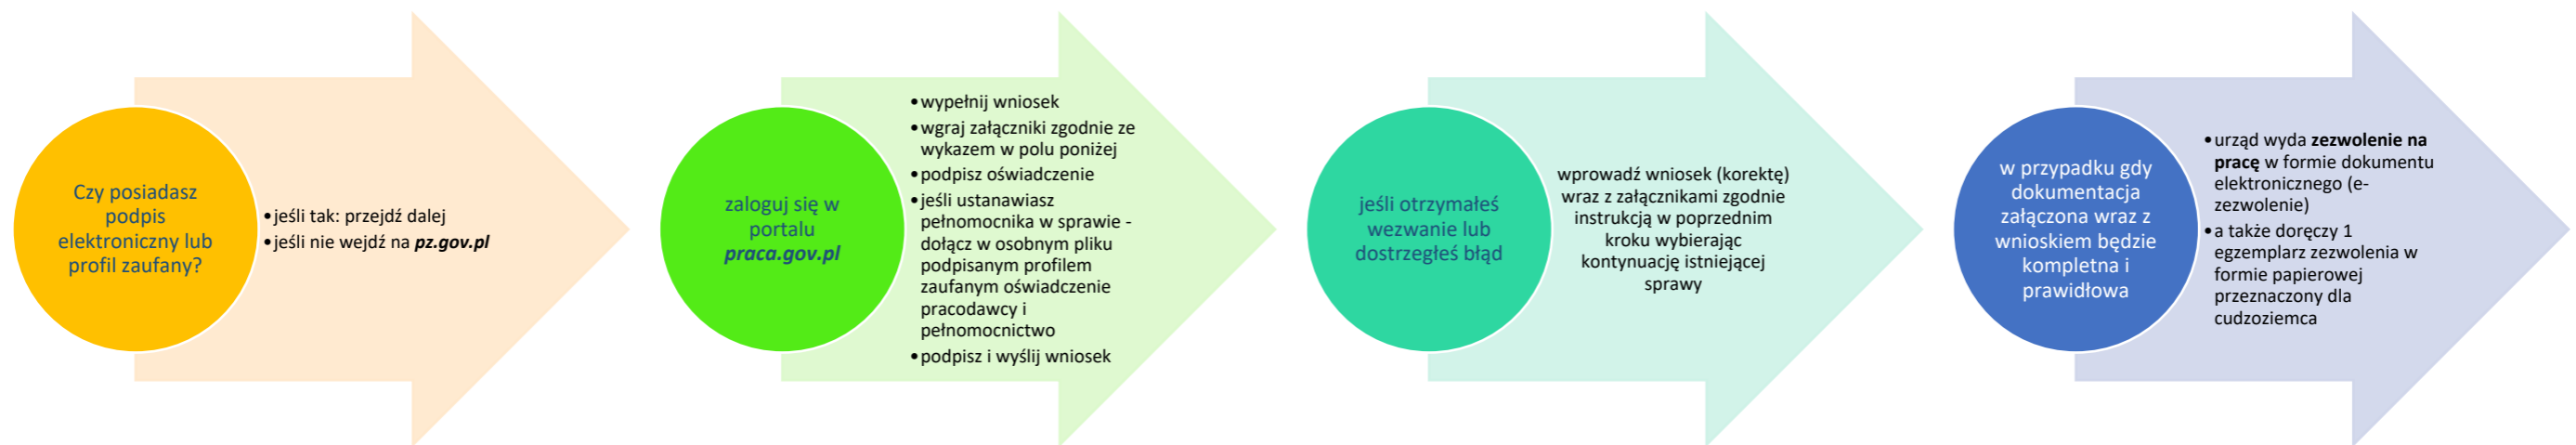 Czy posiadasz
podpis
elektroniczny lub
profil zaufany?
•jeśli tak: przejdź dalej
•jeśli nie wejdź na pz.gov.pl
zaloguj się w
portalu
praca.gov.pl
•wypełnij wniosek
•wgraj załączniki zgodnie ze
wykazem w polu poniżej
•podpisz oświadczenie
•jeśli ustanawiasz
pełnomocnika w sprawie -
dołącz w osobnym pliku
podpisanym profilem
zaufanym oświadczenie
pracodawcy i
pełnomocnictwo
•podpisz i wyślij wniosek
jeśli otrzymałeś
wezwanie lub
dostrzegłeś błąd
wprowadź wniosek (korektę)
wraz z załącznikami zgodnie
instrukcją w poprzednim
kroku wybierając
kontynuację istniejącej
sprawy
w przypadku gdy
dokumentacja
załączona wraz z
wnioskiem będzie
kompletna i
prawidłowa
•urząd wyda zezwolenie na
pracę w formie dokumentu
elektronicznego (e-
zezwolenie)
•a także doręczy 1
egzemplarz zezwolenia w
formie papierowej
przeznaczony dla
cudzoziemca